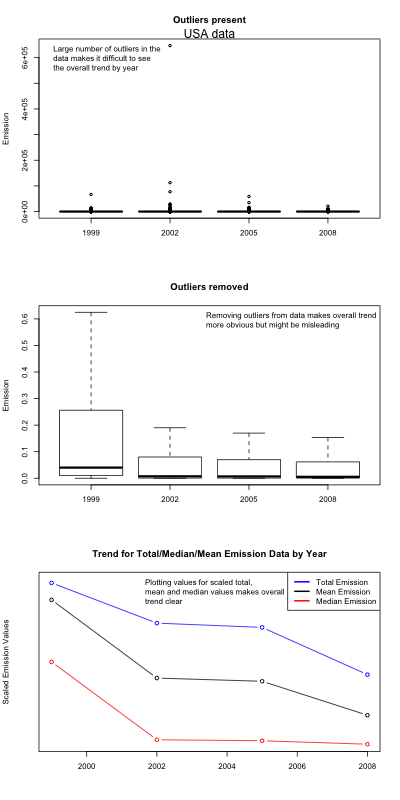 Outliers present
USA data
Large number of outliers in the
data makes it difficult to see
the overall trend by year
Emission
6e+05
4e+05
2e+05
0e+00
1999
2002
2005
2008
Outliers removed
Removing outliers from data makes overall trend
more obvious but might be misleading
Emission
0.6
0.5
0.4
0.3
0.2
0.1
0.0
1999
2002
2005
2008
Trend for Total/Median/Mean Emission Data by Year
Plotting values for scaled total,
mean and median values makes overall
trend clear
Total Emission
Mean Emission
Median Emission
Scaled Emission Values
2000
2002
2004
2006
2008